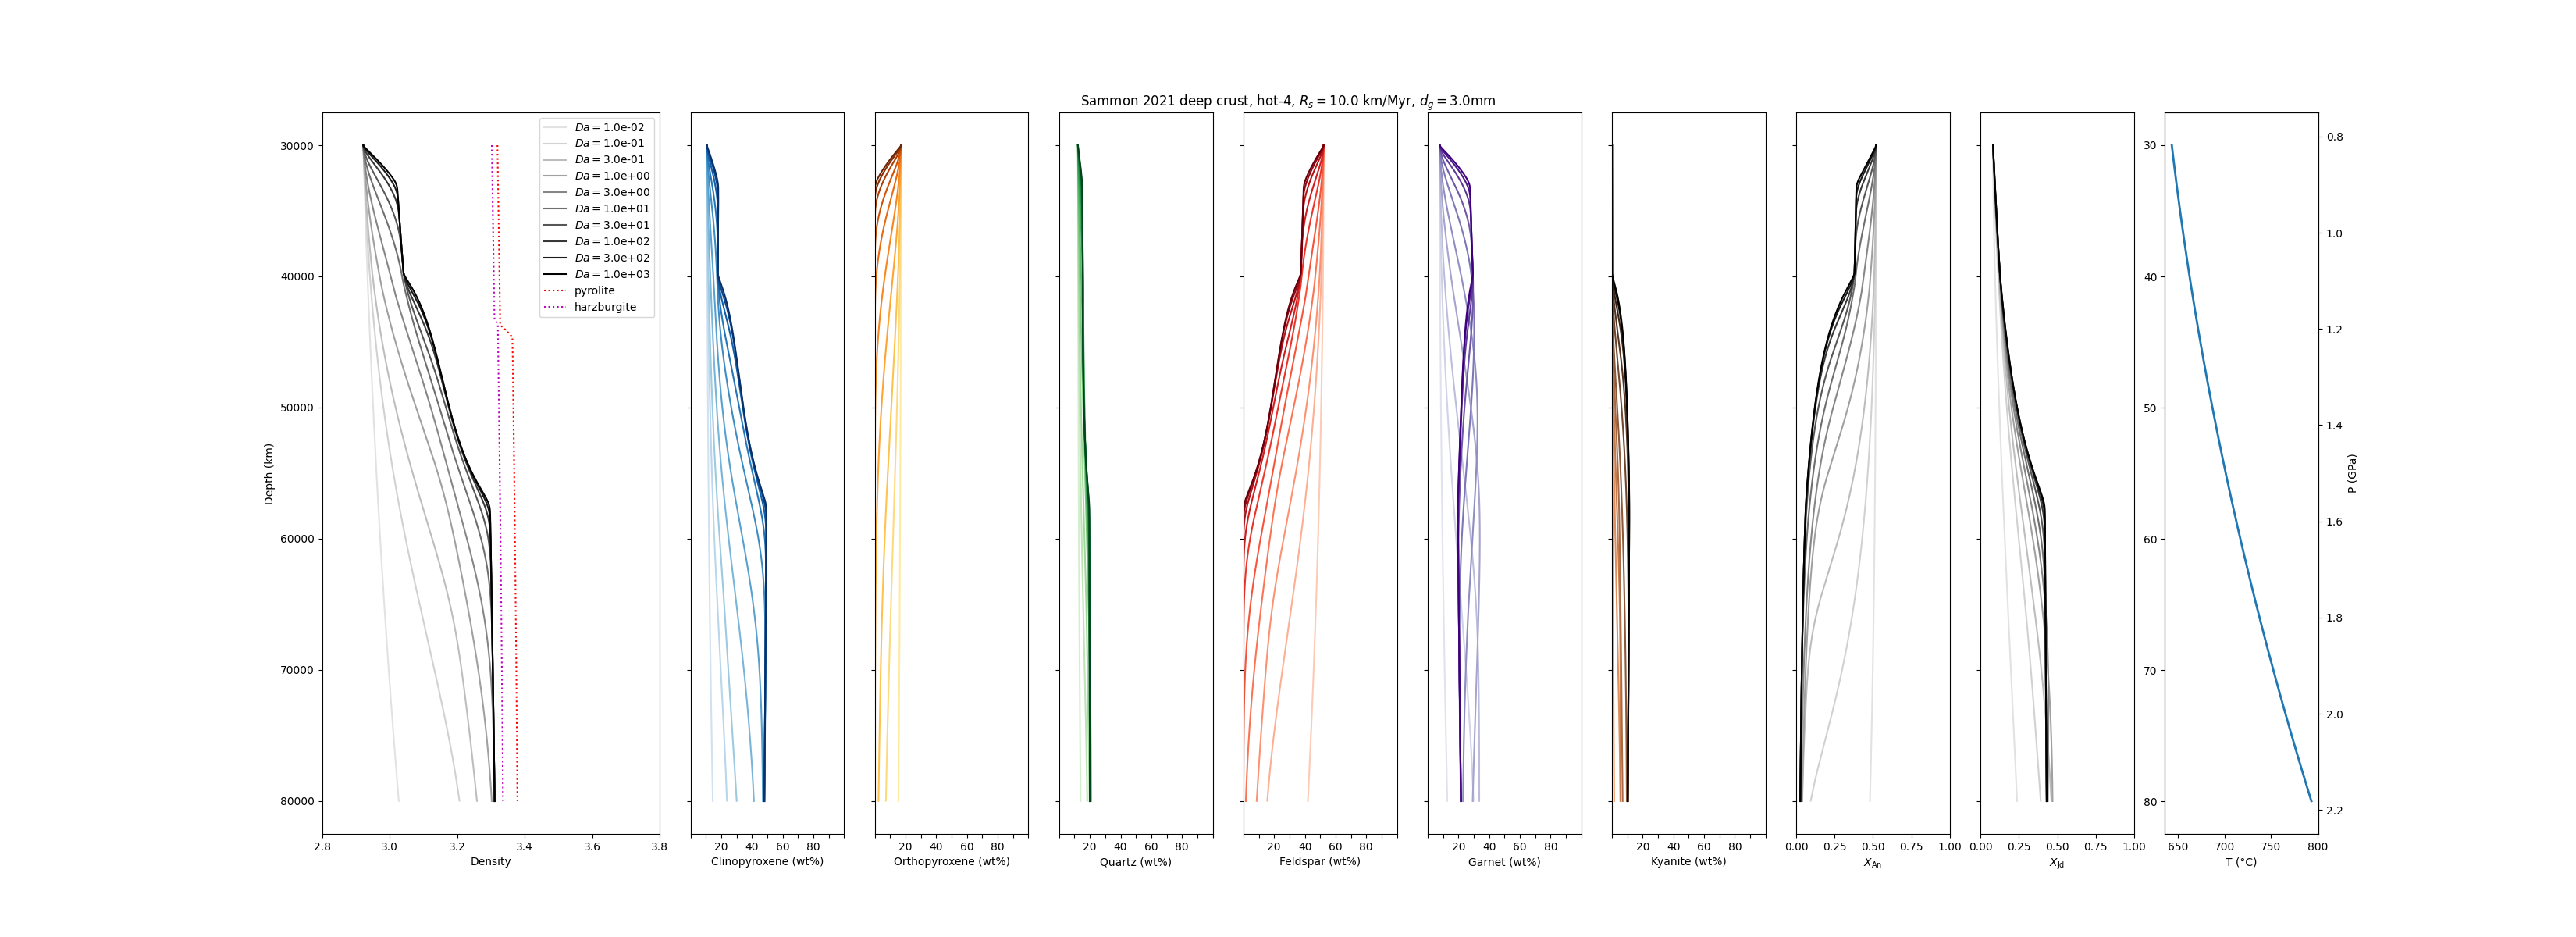 Sammon 2021 deep crust, hot-4, R_s = 10.0 km/Myr, d_g = 3.0mm
Da = 1.0e-02
Da = 1.0e-01
Da = 3.0e-01
Da = 1.0e+00
Da = 3.0e+00
Da = 1.0e+01
Da = 3.0e+01
Da = 1.0e+02
Da = 3.0e+02
Da = 1.0e+03
pyrolite
harzburgite
Depth (km)
30000
40000
50000
60000
70000
80000
2.8 3.0 3.2 3.4 3.6 3.8
Density
20 40 60 80
Clinopyroxene (wt%)
20 40 60 80
Orthopyroxene (wt%)
20 40 60 80
Quartz (wt%)
20 40 60 80
Feldspar (wt%)
20 40 60 80
Garnet (wt%)
20 40 60 80
Kyanite (wt%)
0.00 0.25 0.50 0.75 1.00
X_An
0.00 0.25 0.50 0.75 1.00
X_Jd
30
40
50
60
70
80
650 700 750 800
T (°C)
0.8
1.0
1.2
1.4
1.6
1.8
2.0
2.2
P (GPa)